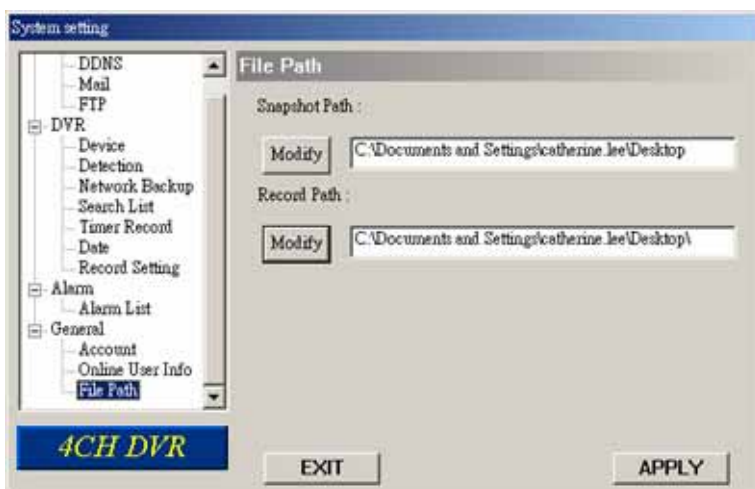 System setting
DDNS
Mail
FTP
DVR
Device
Detection
Network Backup
Search List
Timer Record
Date
Record Setting
Alarm
Alarm List
General
Account
Online User Info
File Path
4CH DVR
File Path
Snapshot Path :
Modify
C:\Documents and Settings\catherine.lee\Desktop
Record Path :
Modify
C:\Documents and Settings\catherine.lee\Desktop\
EXIT
APPLY